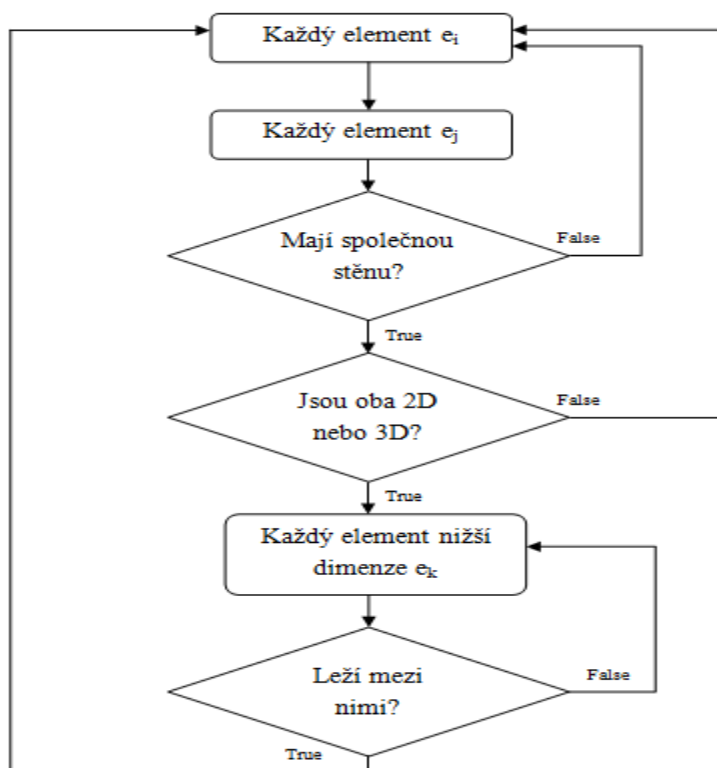 Každý element eᵢ
Každý element eⱼ
Mají společnou
stěnu?
False
True
Jsou oba 2D
nebo 3D?
False
True
Každý element nižší
dimenze eₖ
Leží mezi
nimi?
False
True